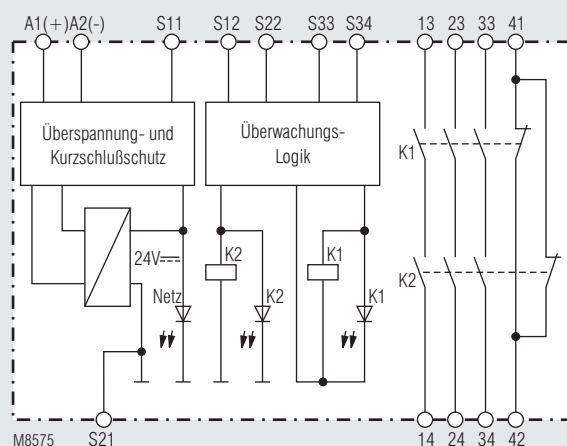 A1(+) A2(-) S11 S12 S22 S33 S34 13 23 33 41
Überspannung- und
Kurzschlußschutz
Überwachungs-
Logik
K1
24V
K2
K1
K2
Netz
K2
K1
M8575
S21
14 24 34 42